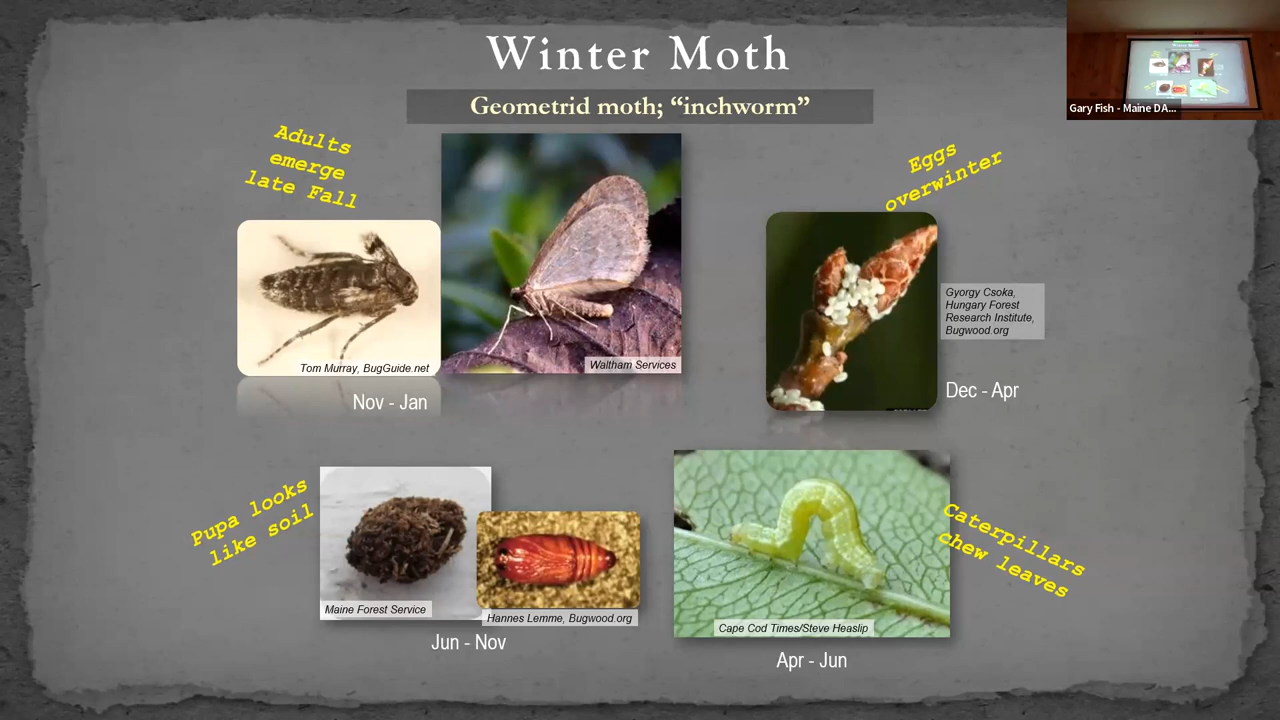 Winter Moth
Geometrid moth; “inchworm”
Gary Fish - Maine DA...
Adults
emerge
late Fall
Tom Murray, BugGuide.net
Waltham Services
Nov - Jan
Eggs
overwinter
Gyorgy Csoka,
Hungary Forest
Research Institute,
Bugwood.org
Dec - Apr
Pupa looks
like soil
Maine Forest Service
Hannes Lemme, Bugwood.org
Jun - Nov
Caterpillars
chew leaves
Cape Cod Times/Steve Heaslip
Apr - Jun